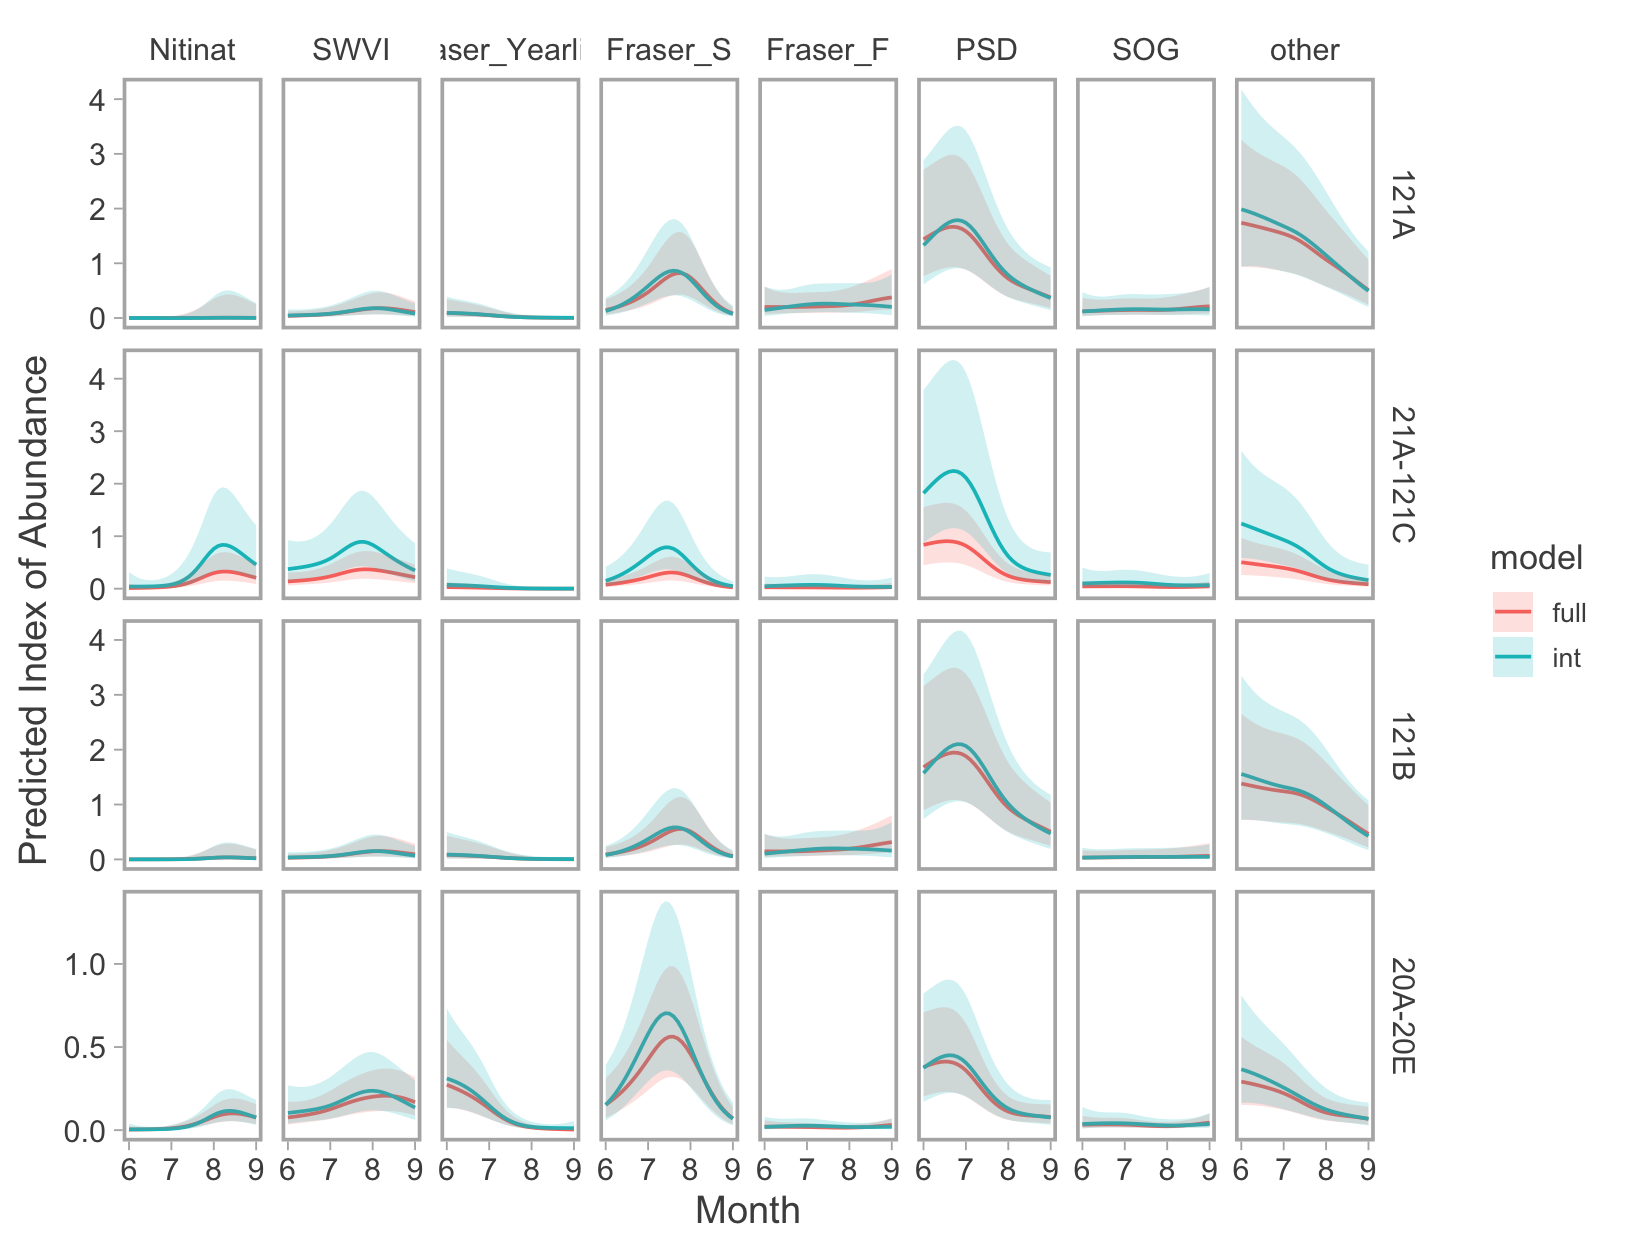 Nitinat SWVI aser_Yearli Fraser_S Fraser_F PSD SOG other
4
3
2
1
0
121A
4
3
2
1
0
21A-121C
4
3
2
1
0
121B
1.0
0.5
0.0
20A-20E
6 7 8 9 6 7 8 9 6 7 8 9 6 7 8 9 6 7 8 9 6 7 8 9 6 7 8 9 6 7 8 9
Month
Predicted Index of Abundance
model
full
int